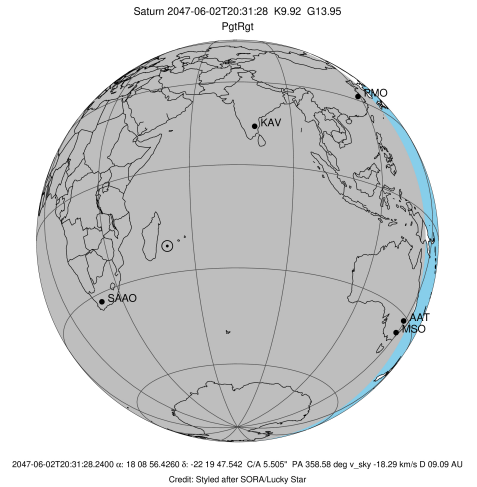 Saturn 2047-06-02T20:31:28 K9.92 G13.95
PgtRgt
PMO
KAV
SAAO
AAT
MSO
2047-06-02T20:31:28.2400 α: 18 08 56.4260 δ: -22 19 47.542 C/A 5.505" PA 358.58 deg v_sky -18.29 km/s D 09.09 AU
Credit: Styled after SORA/Lucky Star